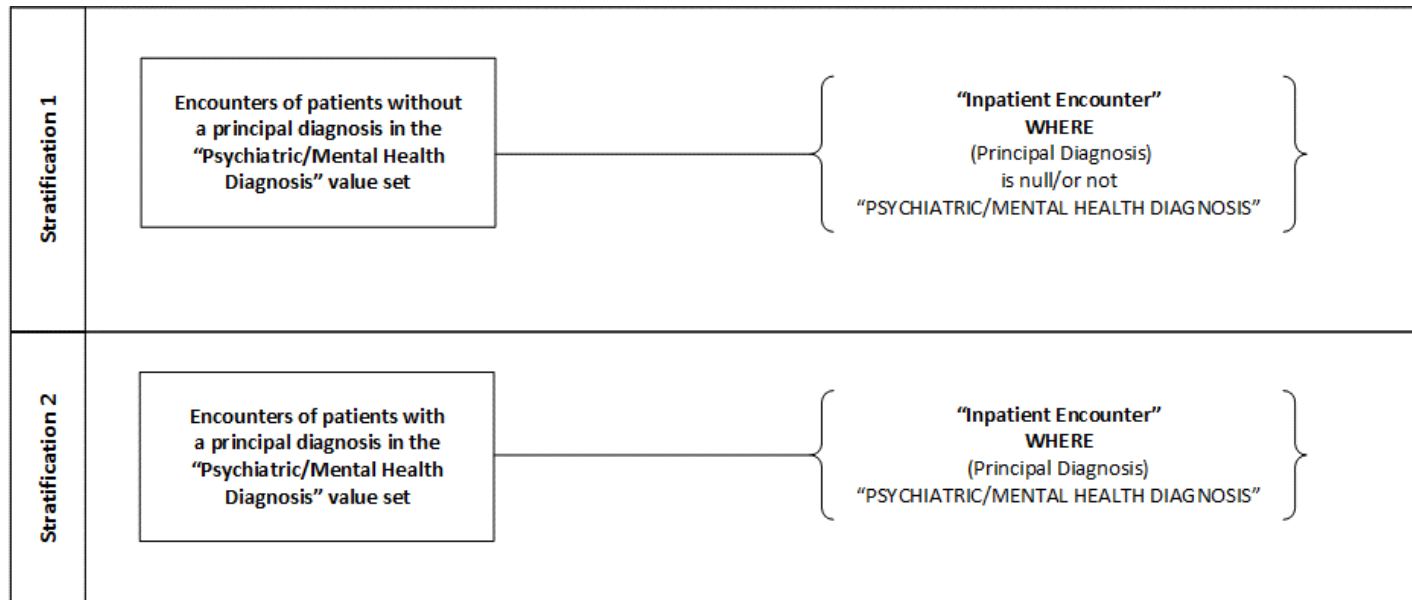 Stratification 1
Encounters of patients without
a principal diagnosis in the
“Psychiatric/Mental Health
Diagnosis” value set
“Inpatient Encounter”
WHERE
(Principal Diagnosis)
is null/or not
“PSYCHIATRIC/MENTAL HEALTH DIAGNOSIS”
Stratification 2
Encounters of patients with
a principal diagnosis in the
“Psychiatric/Mental Health
Diagnosis” value set
“Inpatient Encounter”
WHERE
(Principal Diagnosis)
“PSYCHIATRIC/MENTAL HEALTH DIAGNOSIS”